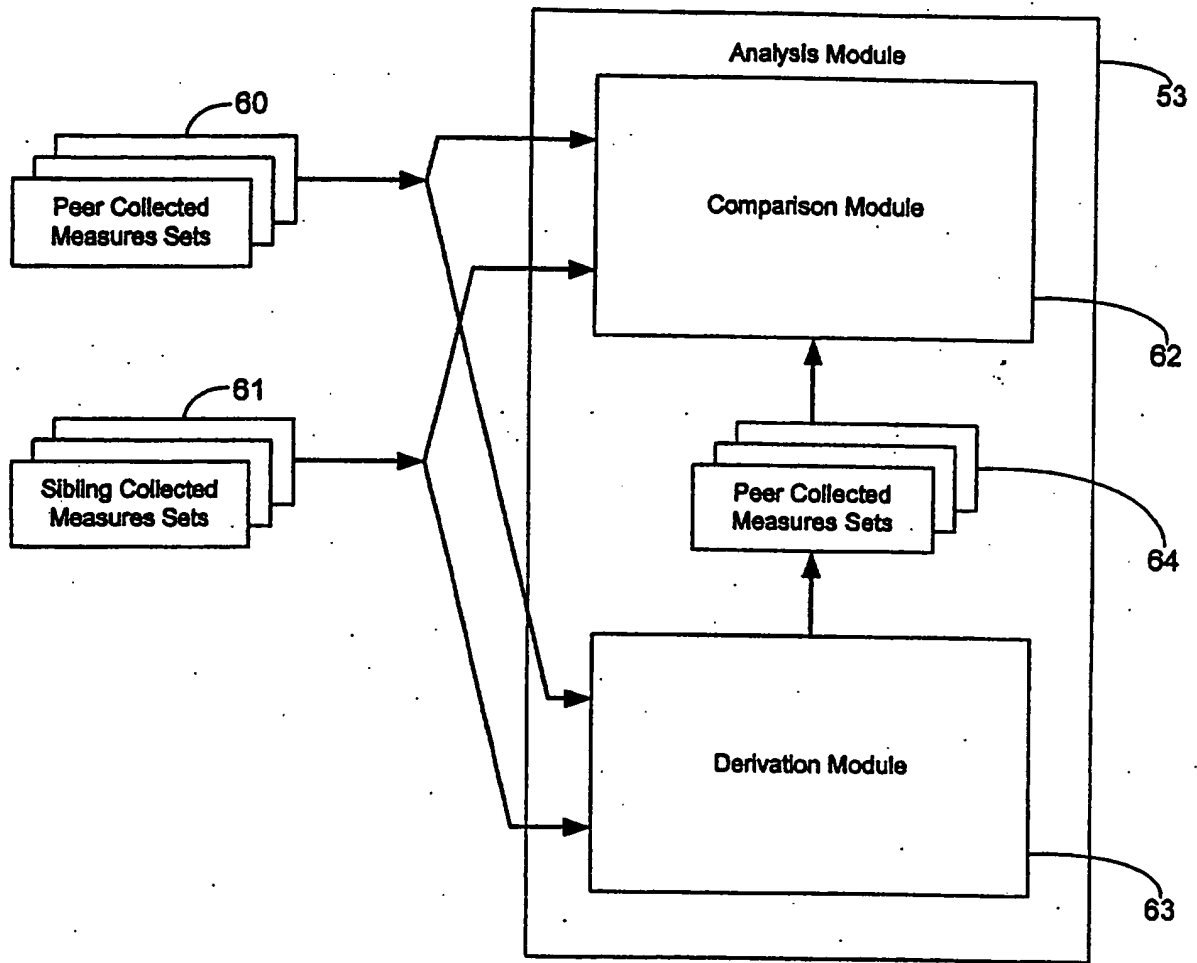 Analysis Module
53
60
Peer Collected
Measures Sets
Comparison Module
62
61
Sibling Collected
Measures Sets
Peer Collected
Measures Sets
64
Derivation Module
63